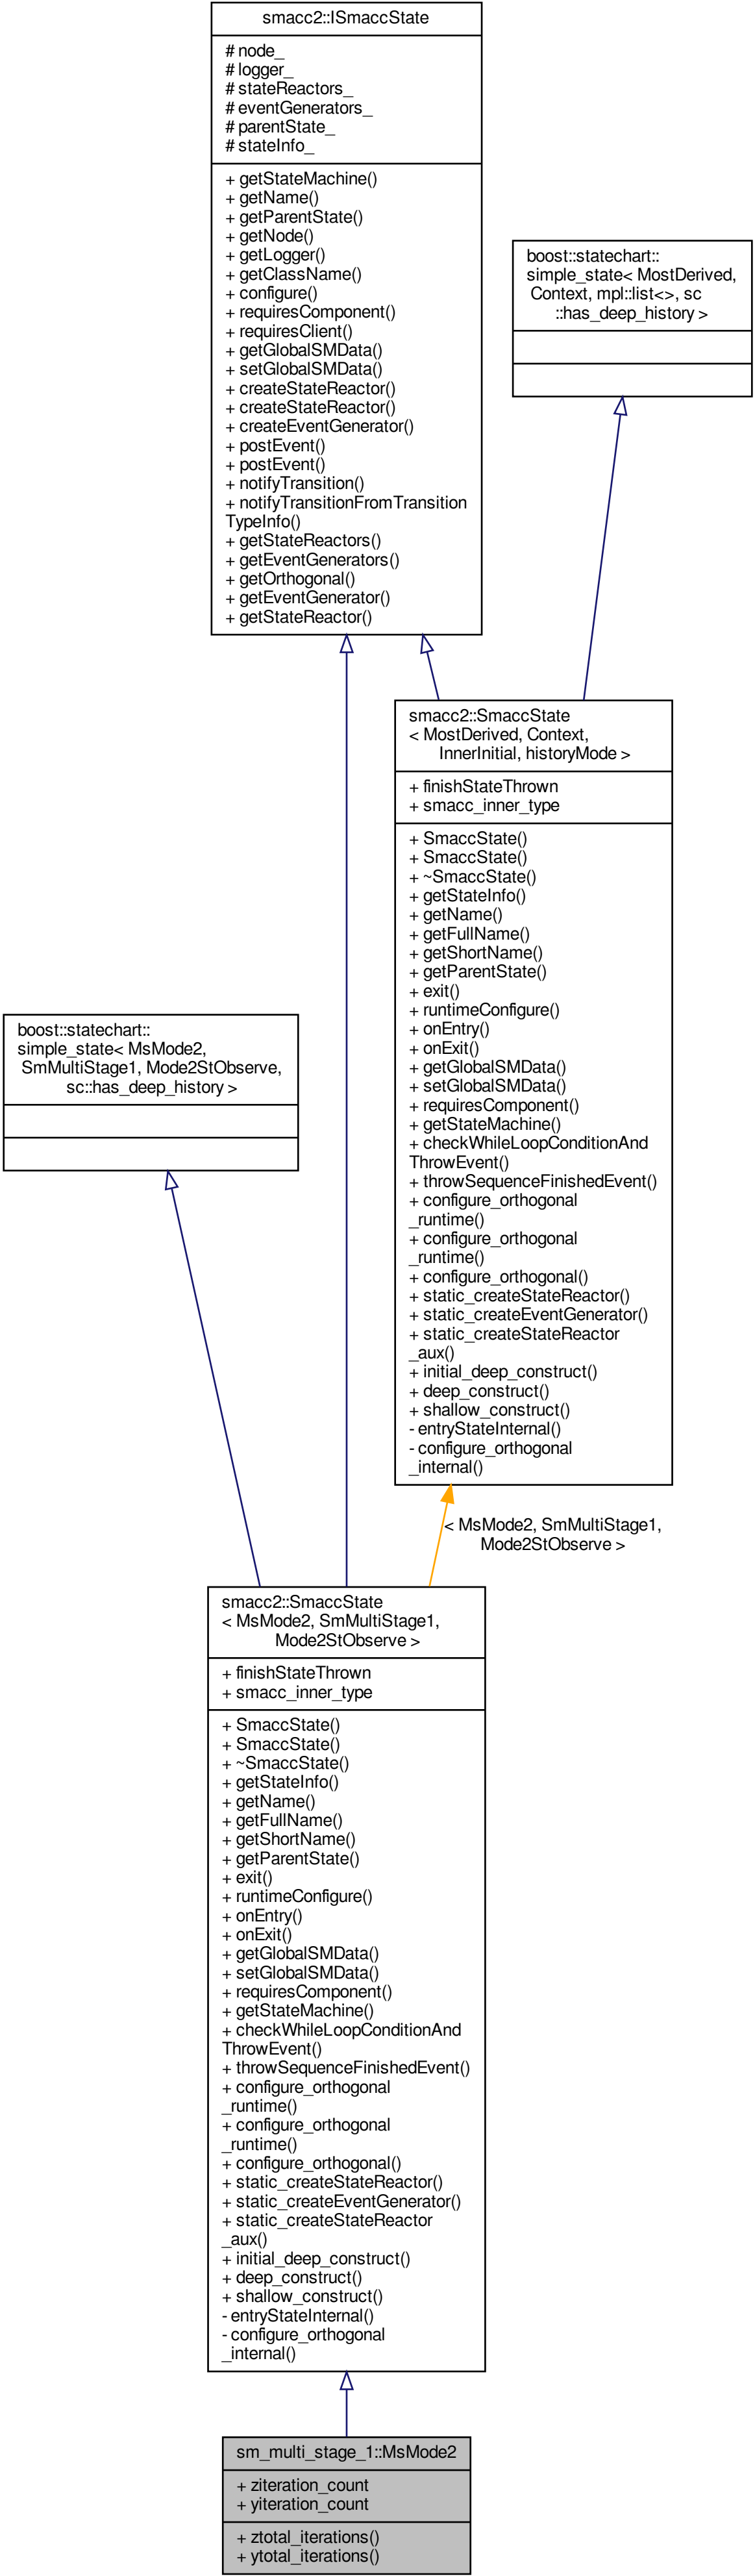 smacc2::ISmaccState
# node_
# logger_
# stateReactors_
# eventGenerators_
# parentState_
# stateInfo_
+ getStateMachine()
+ getName()
+ getParentState()
+ getNode()
+ getLogger()
+ getClassName()
+ configure()
+ requiresComponent()
+ requiresClient()
+ getGlobalSMData()
+ setGlobalSMData()
+ createStateReactor()
+ createStateReactor()
+ createEventGenerator()
+ postEvent()
+ postEvent()
+ notifyTransition()
+ notifyTransitionFromTransition
TypeInfo()
+ getStateReactors()
+ getEventGenerators()
+ getOrthogonal()
+ getEventGenerator()
+ getStateReactor()
boost::statechart::
simple_state< MostDerived,
Context, mpl::list<>, sc
::has_deep_history >
smacc2::SmaccState
< MostDerived, Context,
InnerInitial, historyMode >
+ finishStateThrown
+ smacc_inner_type
+ SmaccState()
+ SmaccState()
+ ~SmaccState()
+ getStateInfo()
+ getName()
+ getFullName()
+ getShortName()
+ getParentState()
+ exit()
+ runtimeConfigure()
+ onEntry()
+ onExit()
+ getGlobalSMData()
+ setGlobalSMData()
+ requiresComponent()
+ getStateMachine()
+ checkWhileLoopConditionAnd
ThrowEvent()
+ throwSequenceFinishedEvent()
+ configure_orthogonal
_runtime()
+ configure_orthogonal
_runtime()
+ configure_orthogonal()
+ static_createStateReactor()
+ static_createEventGenerator()
+ static_createStateReactor
_aux()
+ initial_deep_construct()
+ deep_construct()
+ shallow_construct()
- entryStateInternal()
- configure_orthogonal
_internal()
boost::statechart::
simple_state< MsMode2,
SmMultiStage1, Mode2StObserve,
sc::has_deep_history >
< MsMode2, SmMultiStage1,
Mode2StObserve >
smacc2::SmaccState
< MsMode2, SmMultiStage1,
Mode2StObserve >
+ finishStateThrown
+ smacc_inner_type
+ SmaccState()
+ SmaccState()
+ ~SmaccState()
+ getStateInfo()
+ getName()
+ getFullName()
+ getShortName()
+ getParentState()
+ exit()
+ runtimeConfigure()
+ onEntry()
+ onExit()
+ getGlobalSMData()
+ setGlobalSMData()
+ requiresComponent()
+ getStateMachine()
+ checkWhileLoopConditionAnd
ThrowEvent()
+ throwSequenceFinishedEvent()
+ configure_orthogonal
_runtime()
+ configure_orthogonal
_runtime()
+ configure_orthogonal()
+ static_createStateReactor()
+ static_createEventGenerator()
+ static_createStateReactor
_aux()
+ initial_deep_construct()
+ deep_construct()
+ shallow_construct()
- entryStateInternal()
- configure_orthogonal
_internal()
sm_multi_stage_1::MsMode2
+ ziteration_count
+ yiteration_count
+ ztotal_iterations()
+ ytotal_iterations()